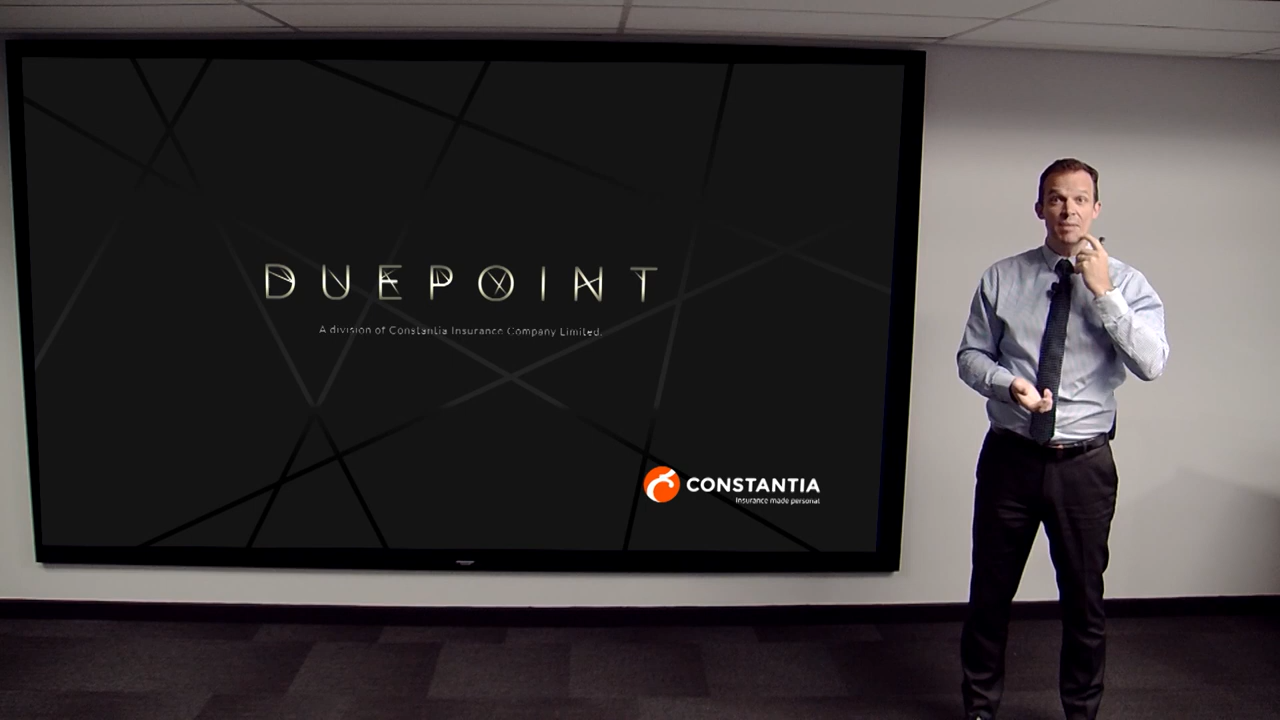 DUEPOINT
A division of Constantia Insurance Company Limited.
CONSTANTIA
Insurance made personal